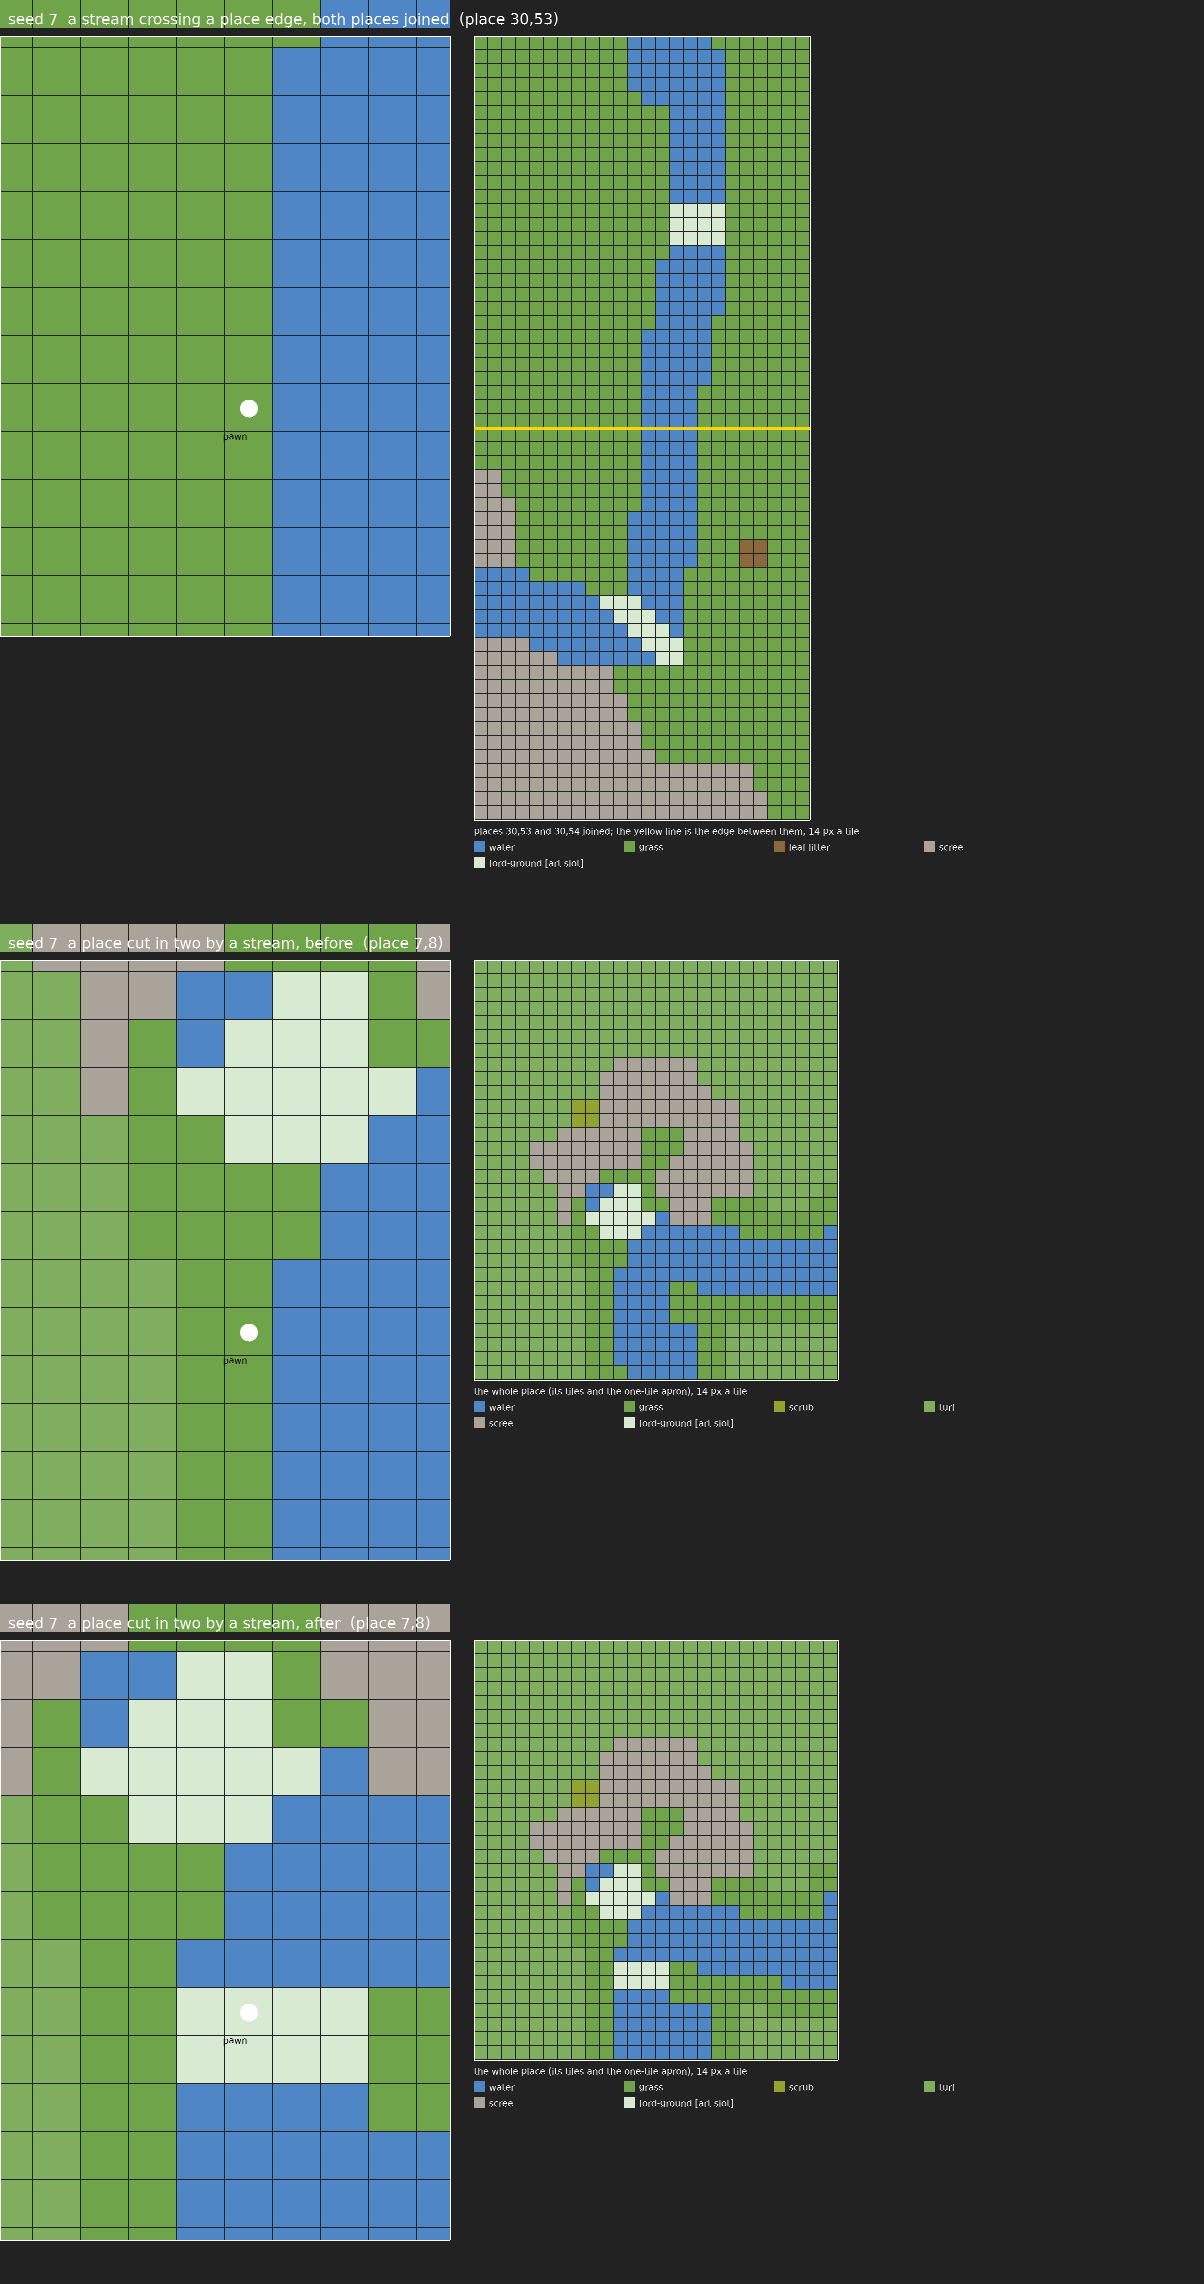 seed 7 a stream crossing a place edge, both places joined (place 30,53)
pawn
places 30,53 and 30,54 joined; the yellow line is the edge between them, 14 px a tile
water grass leaf litter scree
ford-ground [art slot]
seed 7 a place cut in two by a stream, before (place 7,8)
pawn
the whole place (its tiles and the one-tile apron), 14 px a tile
water grass scrub turf
scree ford-ground [art slot]
seed 7 a place cut in two by a stream, after (place 7,8)
pawn
the whole place (its tiles and the one-tile apron), 14 px a tile
water grass scrub turf
scree ford-ground [art slot]